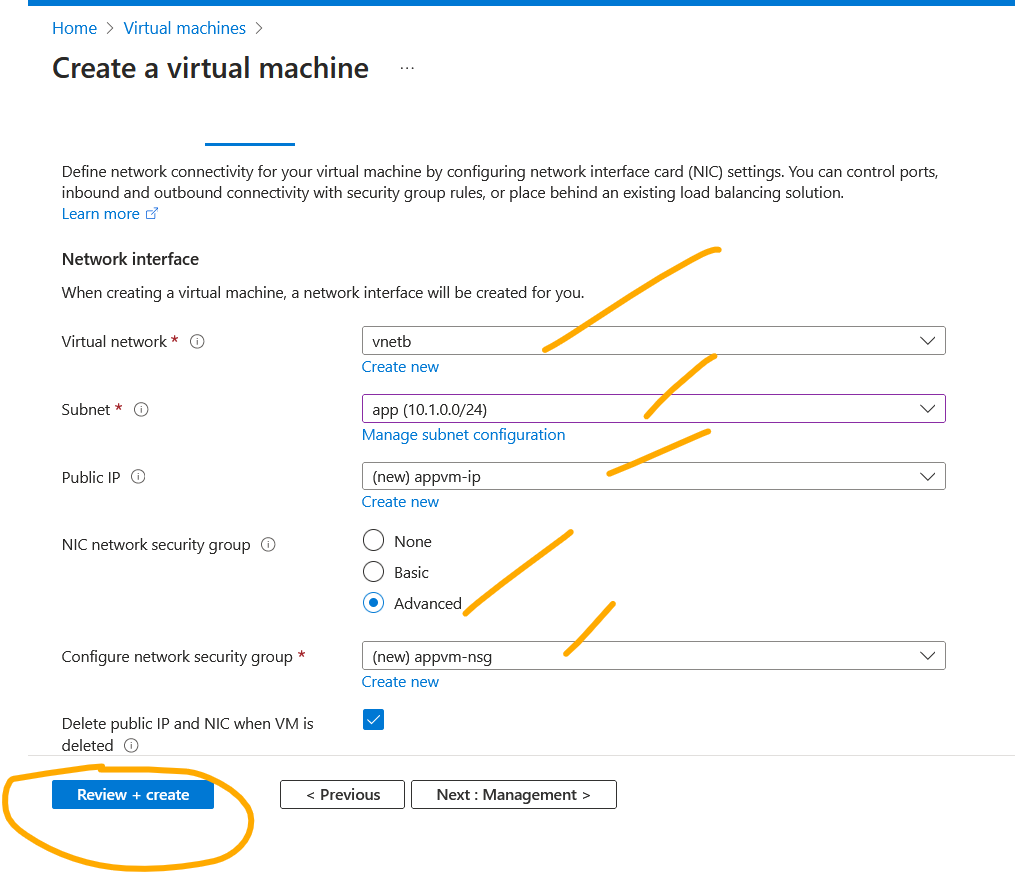 Home > Virtual machines >
Create a virtual machine ...
Define network connectivity for your virtual machine by configuring network interface card (NIC) settings. You can control ports,
inbound and outbound connectivity with security group rules, or place behind an existing load balancing solution.
Learn more
Network interface
When creating a virtual machine, a network interface will be created for you.
Virtual network *
vnetb
Create new
Subnet *
app (10.1.0.0/24)
Manage subnet configuration
Public IP
(new) appvm-ip
Create new
NIC network security group
None
Basic
Advanced
Configure network security group *
(new) appvm-nsg
Create new
Delete public IP and NIC when VM is
deleted
Review + create
< Previous
Next : Management >